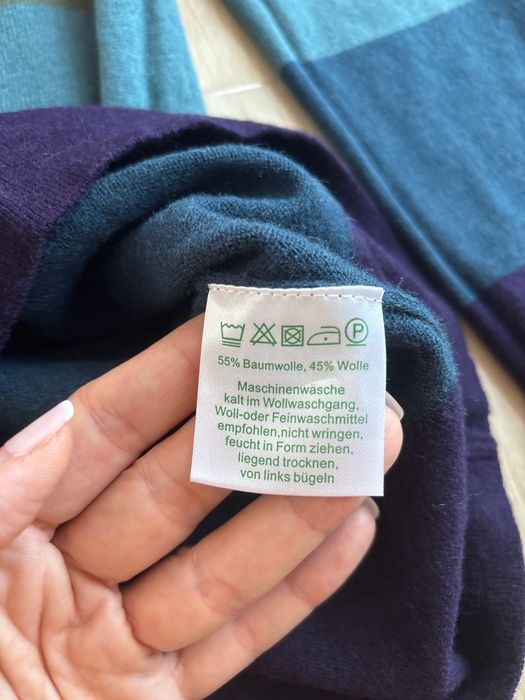 P
55% Baumwolle, 45% Wolle
Maschinenwäsche
kalt im Wollwaschgang,
Woll-oder Feinwaschmittel
empfohlen,nicht wringen,
feucht in Form ziehen,
liegend trocknen,
von links bügeln